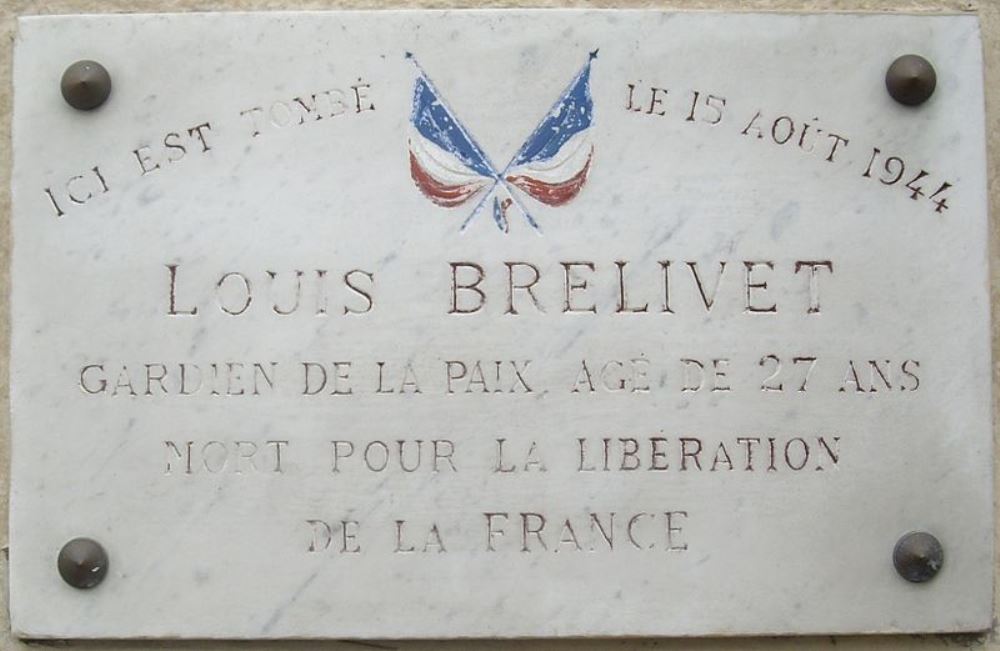 ICI EST TOMBÉ LE 15 AOÛT 1944
LOUIS BRELIVET
GARDIEN DE LA PAIX, AGÉ DE 27 ANS
MORT POUR LA LIBÉRATION
DE LA FRANCE